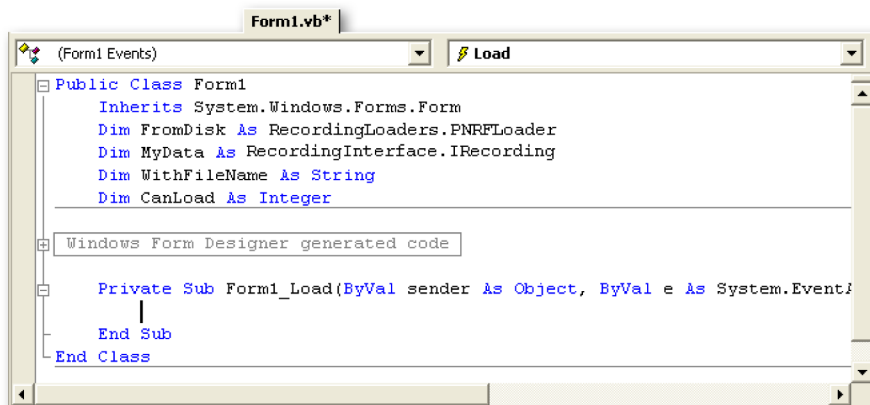 Form1.vb*
(Form1 Events) Load
Public Class Form1
Inherits System.Windows.Forms.Form
Dim FromDisk As RecordingLoaders.PNRFLoader
Dim MyData As RecordingInterface.IRecording
Dim WithFileName As String
Dim CanLoad As Integer
Windows Form Designer generated code
Private Sub Form1_Load(ByVal sender As Object, ByVal e As System.Event
End Sub
End Class